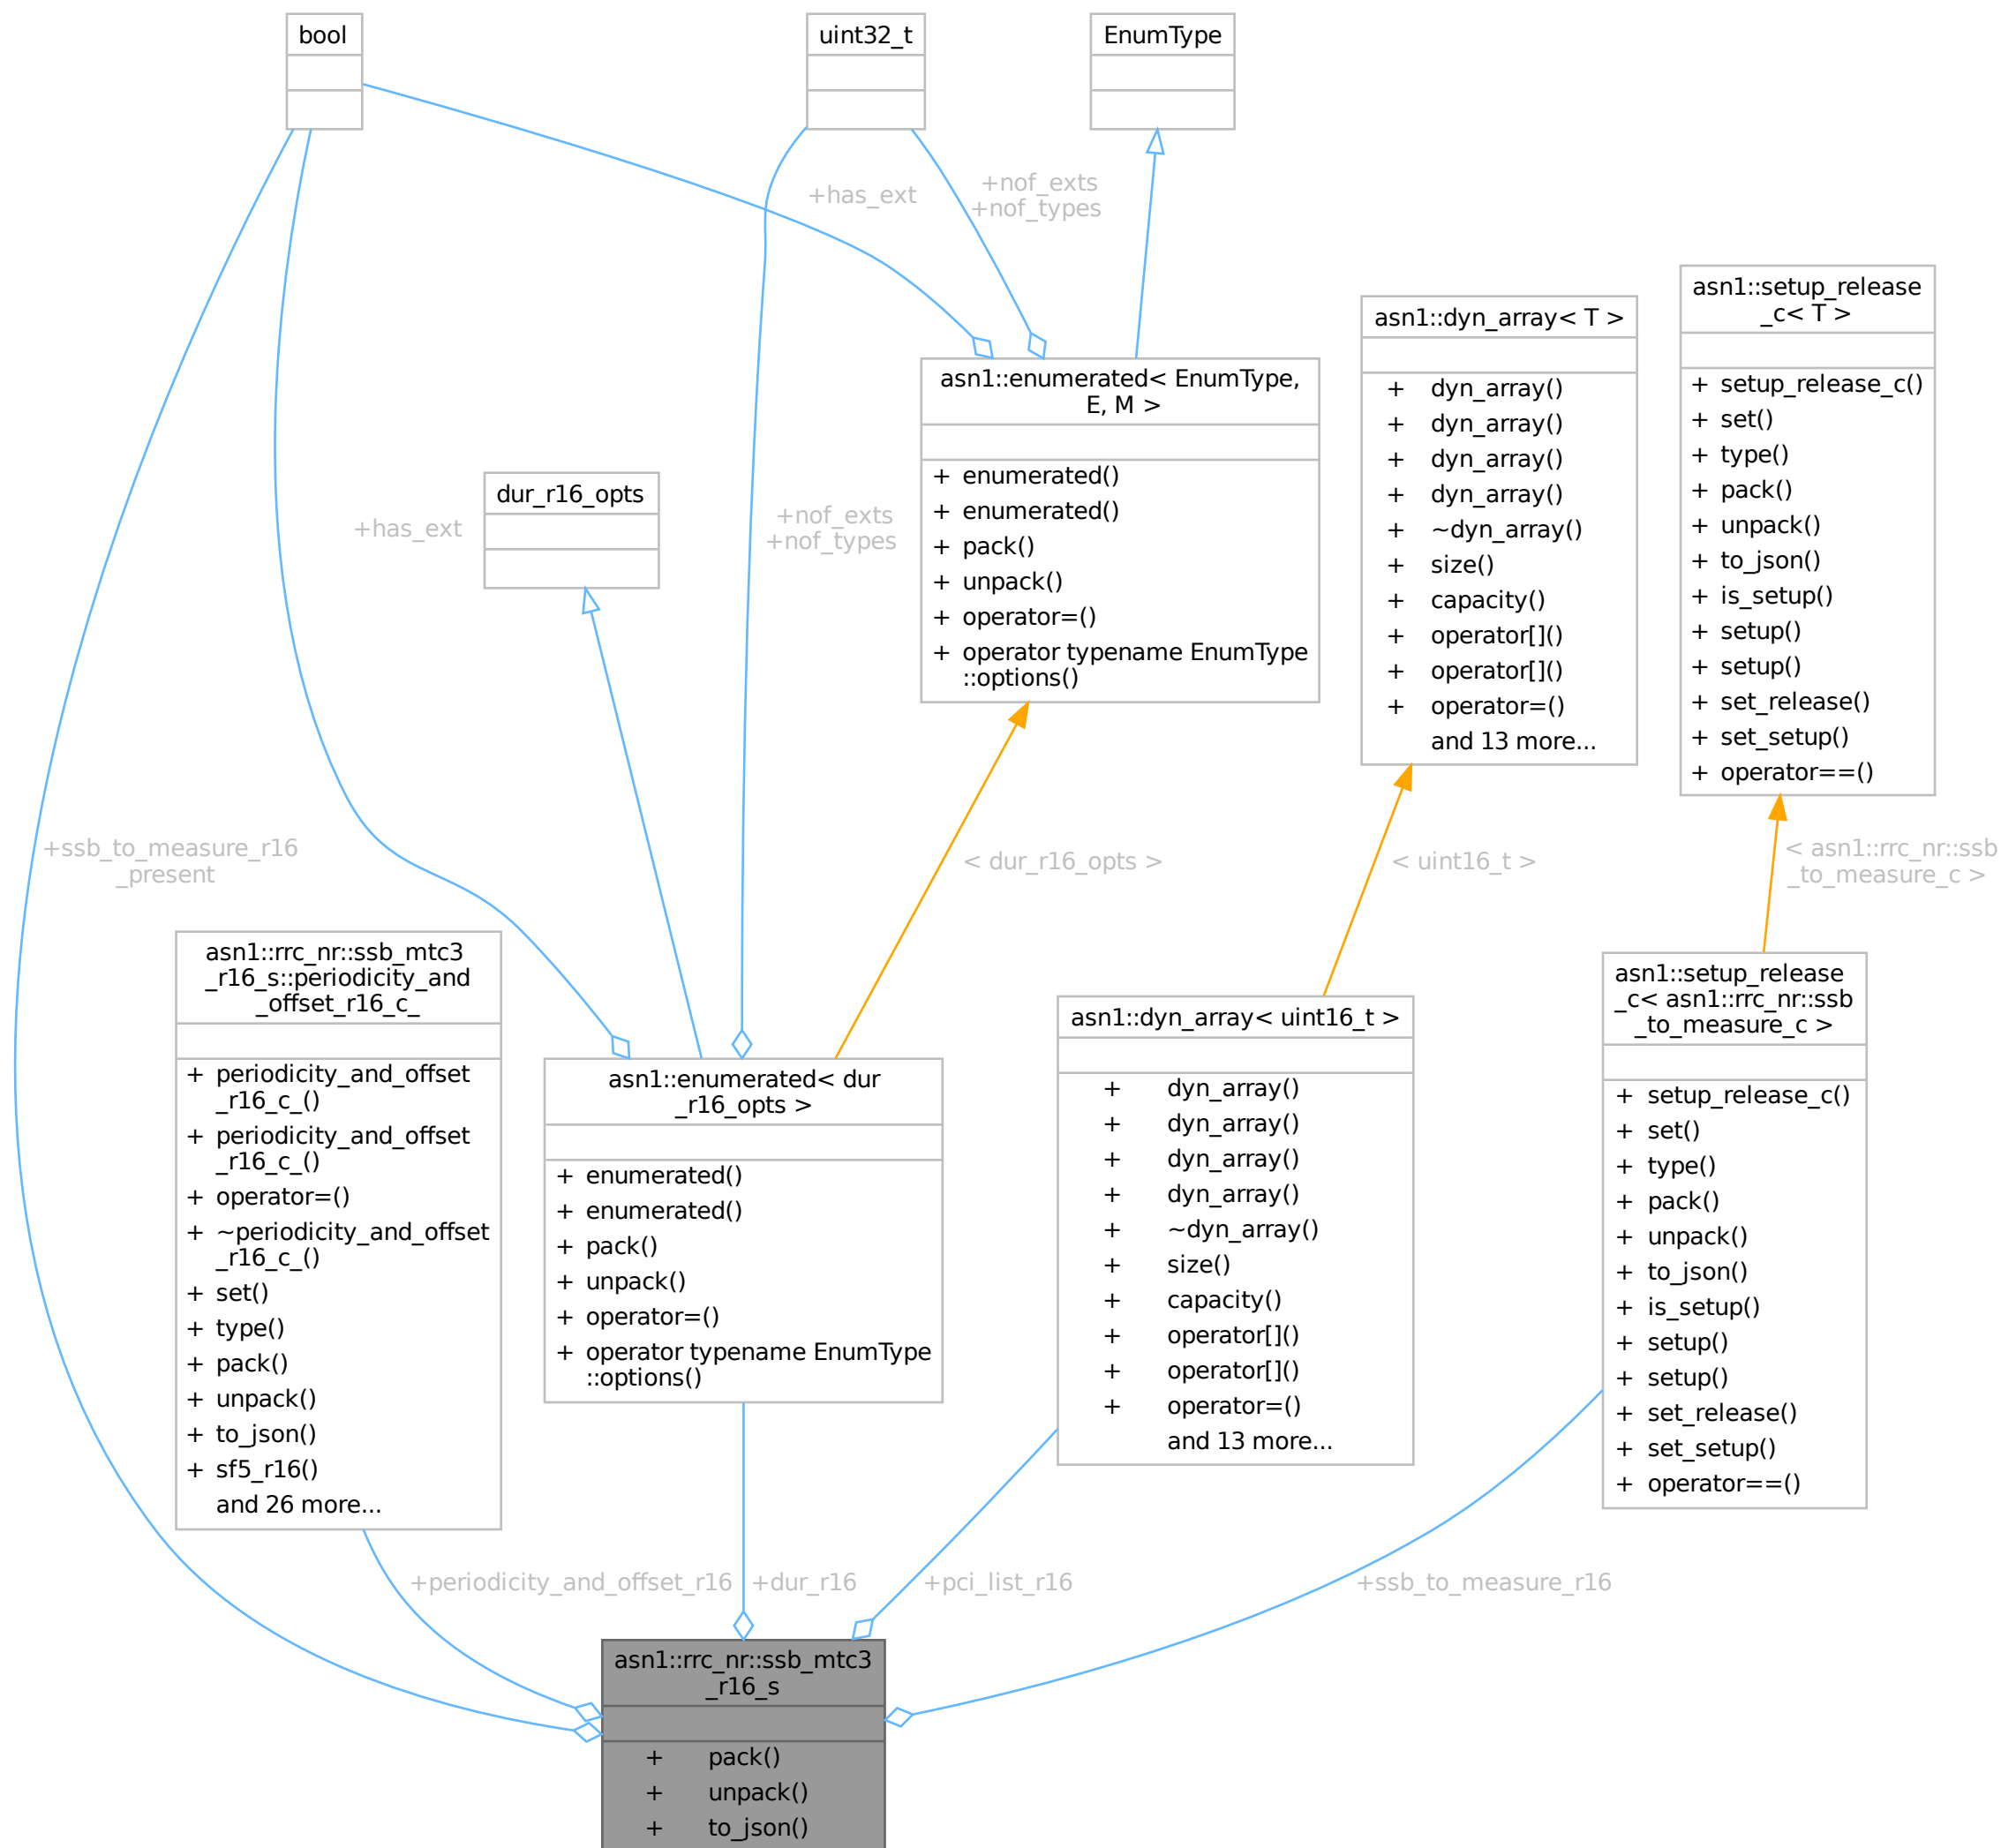 bool
uint32_t
EnumType
+has_ext
+nof_exts
+nof_types
asn1::setup_release
_c< T >
+ setup_release_c()
+ set()
+ type()
+ pack()
+ unpack()
+ to_json()
+ is_setup()
+ setup()
+ setup()
+ set_release()
+ set_setup()
+ operator==()
asn1::dyn_array< T >
+ dyn_array()
+ dyn_array()
+ dyn_array()
+ dyn_array()
+ ~dyn_array()
+ size()
+ capacity()
+ operator[]()
+ operator[]()
+ operator=()
and 13 more...
asn1::enumerated< EnumType,
E, M >
+ enumerated()
+ enumerated()
+ pack()
+ unpack()
+ operator=()
+ operator typename EnumType
::options()
dur_r16_opts
+has_ext
+nof_exts
+nof_types
+ssb_to_measure_r16
_present
< dur_r16_opts >
< uint16_t >
< asn1::rrc_nr::ssb
_to_measure_c >
asn1::rrc_nr::ssb_mtc3
_r16_s::periodicity_and
_offset_r16_c_
+ periodicity_and_offset
_r16_c_()
+ periodicity_and_offset
_r16_c_()
+ operator=()
+ ~periodicity_and_offset
_r16_c_()
+ set()
+ type()
+ pack()
+ unpack()
+ to_json()
+ sf5_r16()
and 26 more...
asn1::enumerated< dur
_r16_opts >
+ enumerated()
+ enumerated()
+ pack()
+ unpack()
+ operator=()
+ operator typename EnumType
::options()
asn1::dyn_array< uint16_t >
+ dyn_array()
+ dyn_array()
+ dyn_array()
+ dyn_array()
+ ~dyn_array()
+ size()
+ capacity()
+ operator[]()
+ operator[]()
+ operator=()
and 13 more...
asn1::setup_release
_c< asn1::rrc_nr::ssb
_to_measure_c >
+ setup_release_c()
+ set()
+ type()
+ pack()
+ unpack()
+ to_json()
+ is_setup()
+ setup()
+ setup()
+ set_release()
+ set_setup()
+ operator==()
+periodicity_and_offset_r16
+dur_r16
+pci_list_r16
+ssb_to_measure_r16
asn1::rrc_nr::ssb_mtc3
_r16_s
+ pack()
+ unpack()
+ to_json()